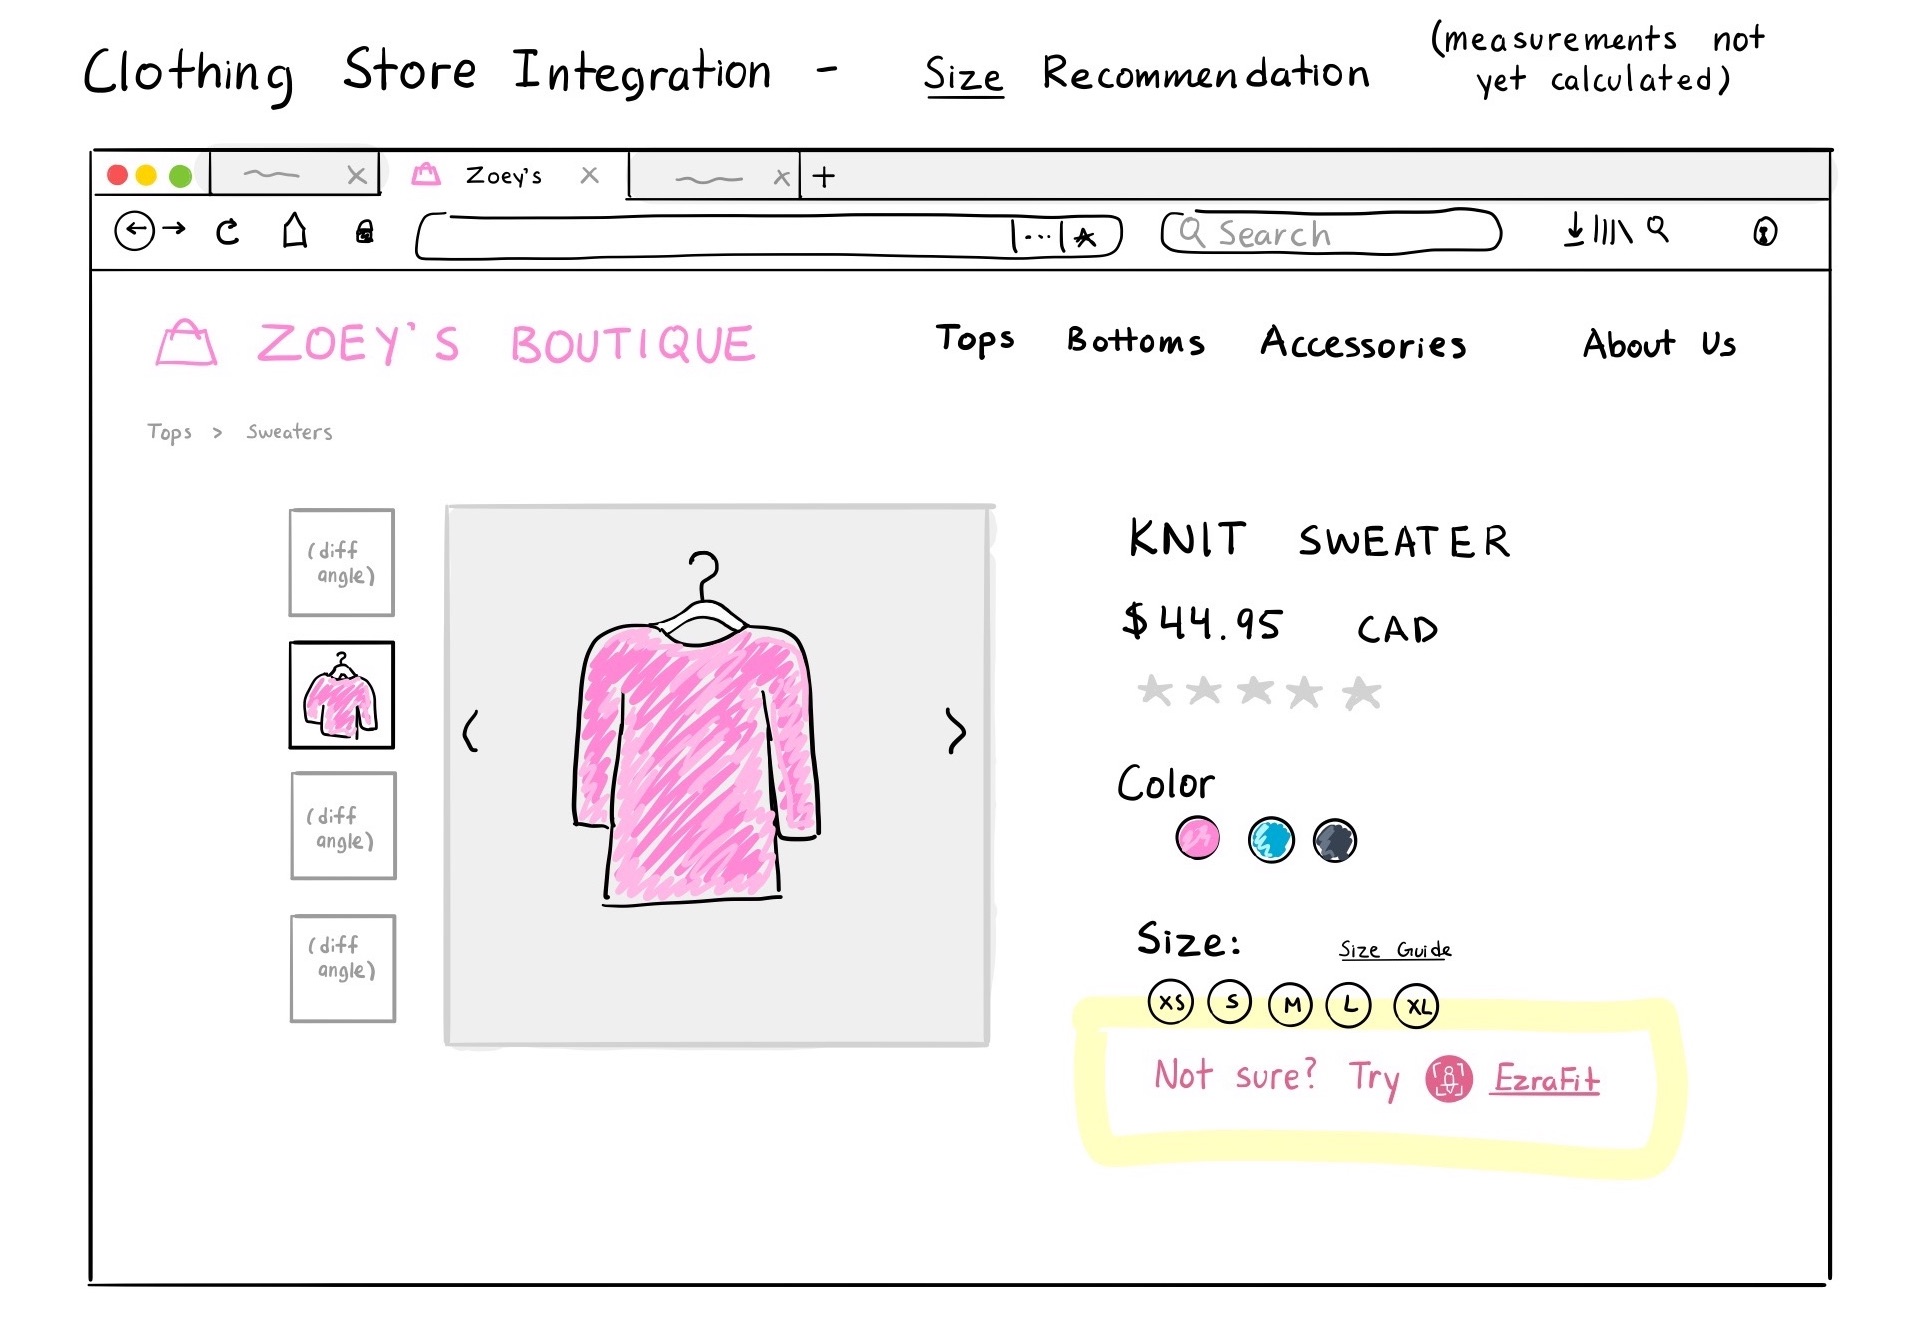 Clothing Store Integration - Size Recommendation (measurements not
yet calculated)
Zoey's
Search
ZOEY'S BOUTIQUE
Tops Bottoms Accessories About Us
Tops > Sweaters
(diff
angle)
(diff
angle)
(diff
angle)
KNIT SWEATER
$44.95 CAD
Color
Size: Size Guide
XS S M L XL
Not sure? Try EzraFit